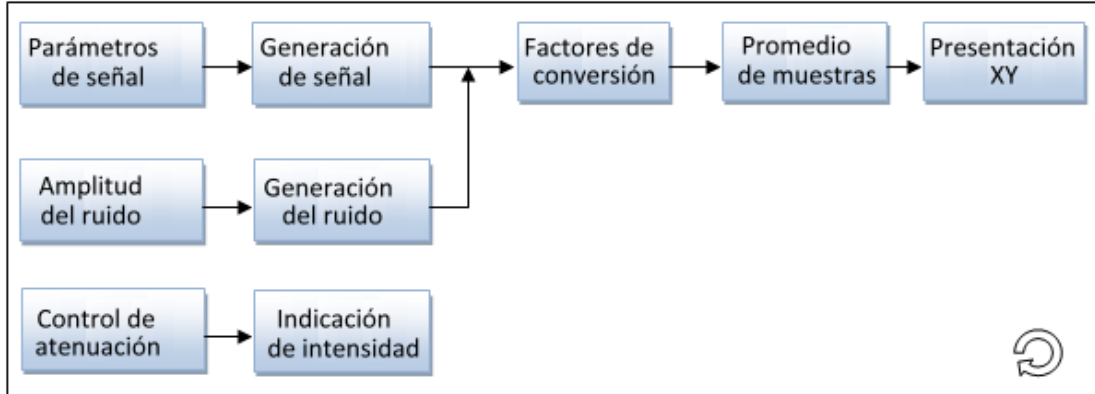 Parámetros
de señal
Generación
de señal
Factores de
conversión
Promedio
de muestras
Presentación
XY
Amplitud
del ruido
Generación
del ruido
Control de
atenuación
Indicación
de intensidad